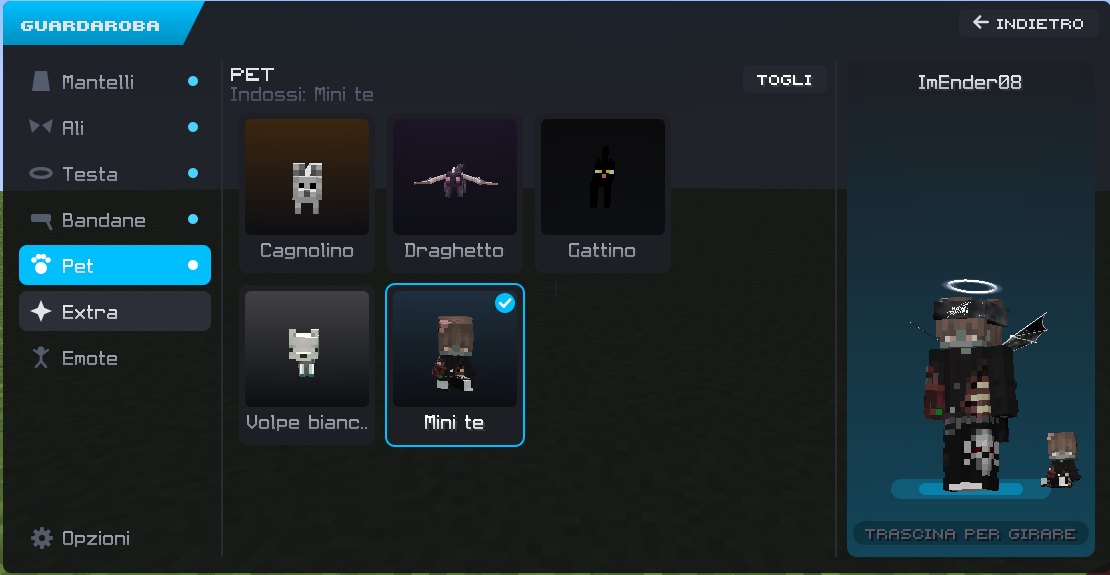 GUARDAROBA
INDIETRO
Mantelli
Ali
Testa
Bandane
Pet
Extra
Emote
Opzioni
PET
Indossi: Mini te
TOGLI
Cagnolino
Draghetto
Gattino
Volpe bianc..
Mini te
ImEnder08
TRASCINA PER GIRARE